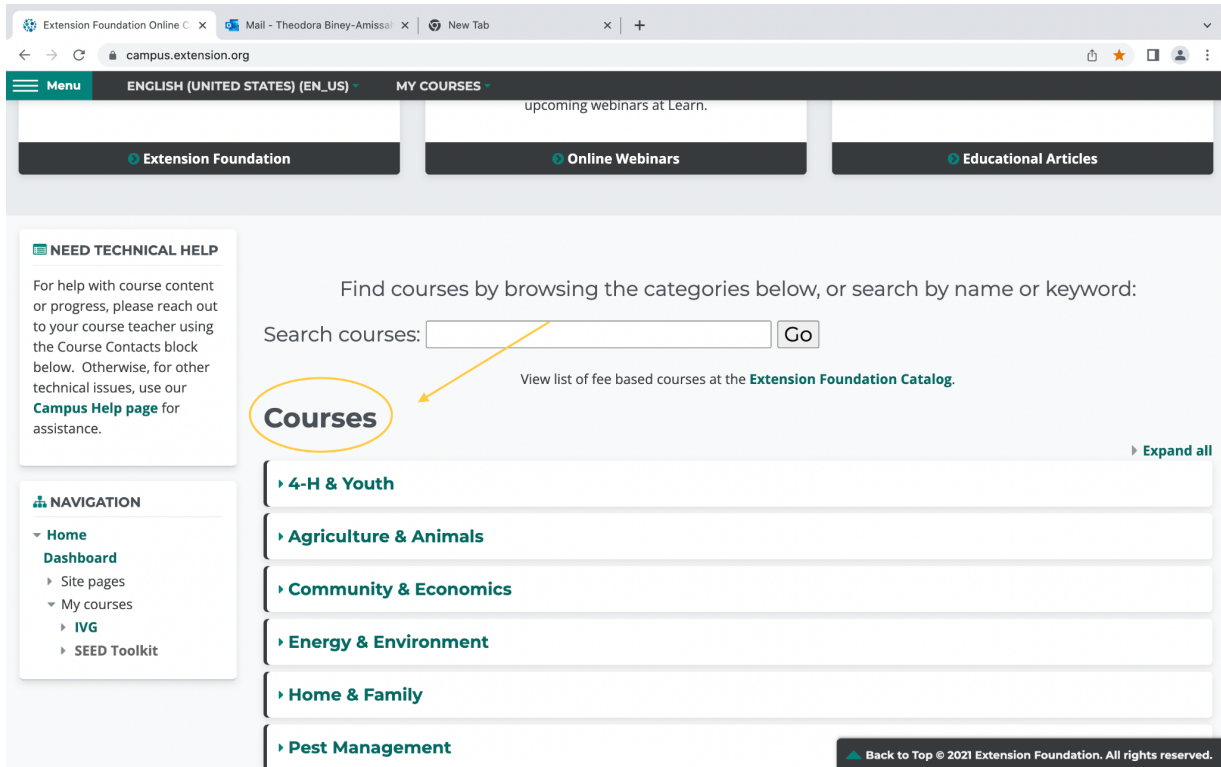 Extension Foundation Online C
Mail - Theodora Biney-Amissa
New Tab
campus.extension.org
Menu
ENGLISH (UNITED STATES) (EN_US)
MY COURSES
upcoming webinars at Learn.
Extension Foundation
Online Webinars
Educational Articles
NEED TECHNICAL HELP
For help with course content
or progress, please reach out
to your course teacher using
the Course Contacts block
below. Otherwise, for other
technical issues, use our
Campus Help page for
assistance.
NAVIGATION
Home
Dashboard
Site pages
My courses
IVG
SEED Toolkit
Find courses by browsing the categories below, or search by name or keyword:
Search courses:
Go
View list of fee based courses at the Extension Foundation Catalog.
Courses
Expand all
4-H & Youth
Agriculture & Animals
Community & Economics
Energy & Environment
Home & Family
Pest Management
Back to Top © 2021 Extension Foundation. All rights reserved.